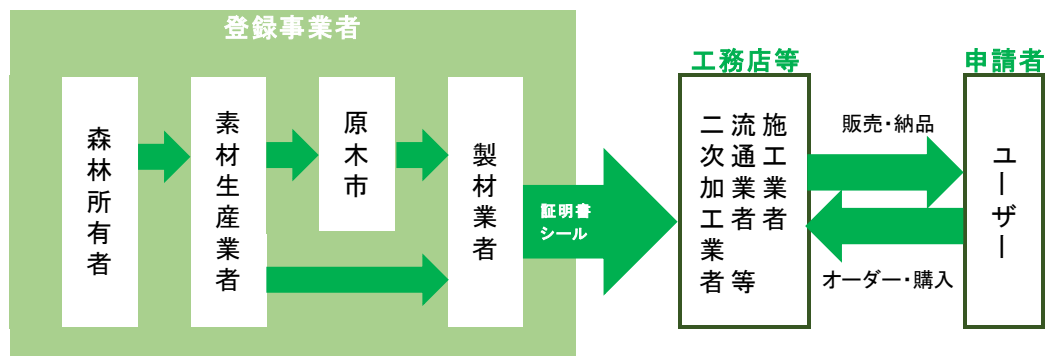 登録事業者
森林所有者
素材生産業者
原木市
製材業者
証明書
シール
工務店等
施工業者
流通業者
二次加工業者 等
販売・納品
オーダー・購入
申請者
ユーザー